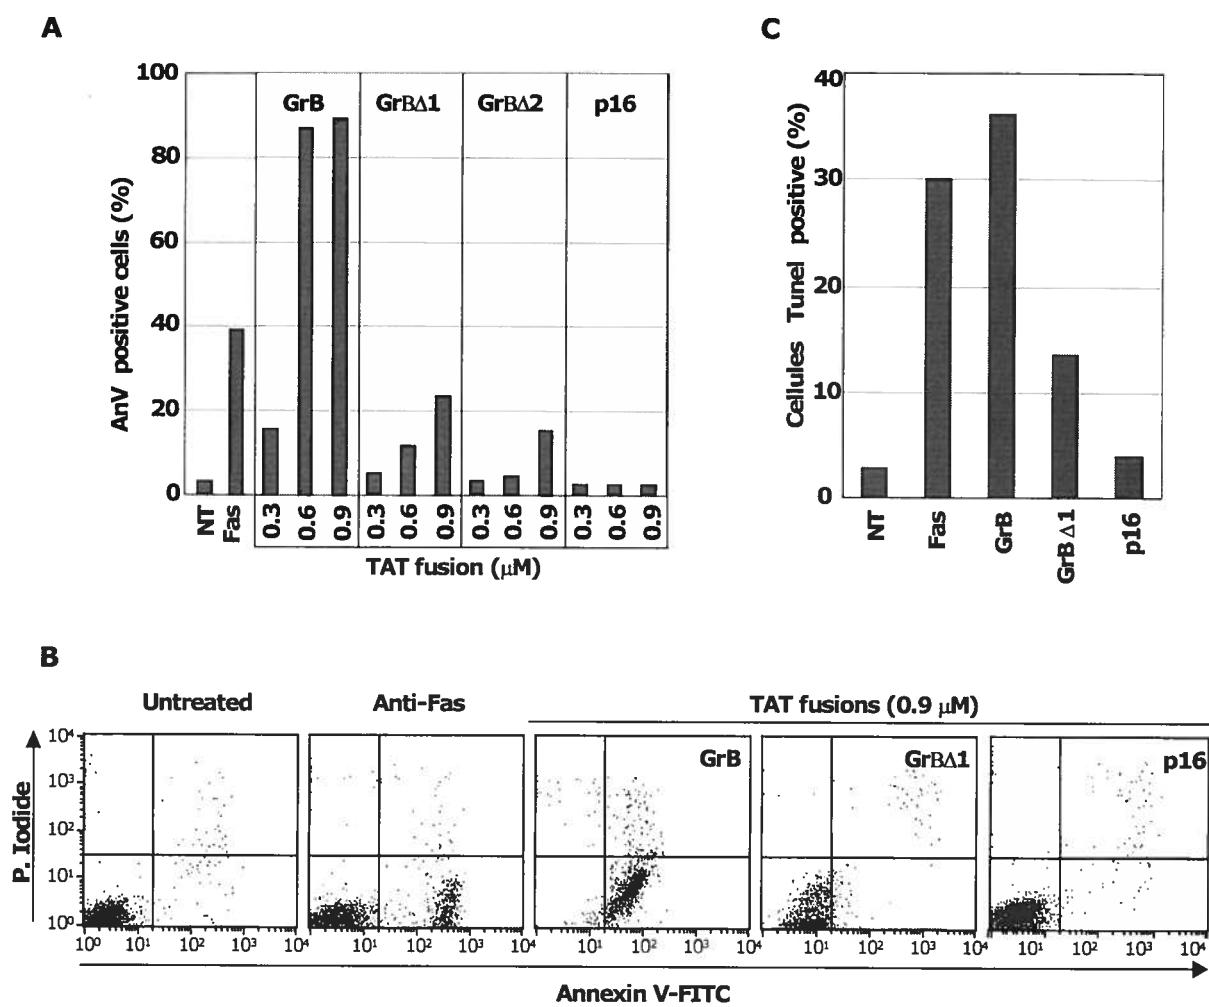 A
AnV positive cells (%)
100
80
60
40
20
0
GrB
GrBΔ1
GrBΔ2
p16
NT
Fas
0.3
0.6
0.9
0.3
0.6
0.9
0.3
0.6
0.9
0.3
0.6
0.9
TAT fusion (μM)
C
Cellules Tunel positive (%)
40
30
20
10
0
NT
Fas
GrB
GrBΔ1
p16
B
Untreated
Anti-Fas
TAT fusions (0.9 μM)
GrB
GrBΔ1
p16
P. Iodide
10⁴
10³
10²
10¹
10⁰
10⁰ 10¹ 10² 10³ 10⁴
10¹ 10² 10³ 10⁴
10¹ 10² 10³ 10⁴
10¹ 10² 10³ 10⁴
10¹ 10² 10³ 10⁴
Annexin V-FITC